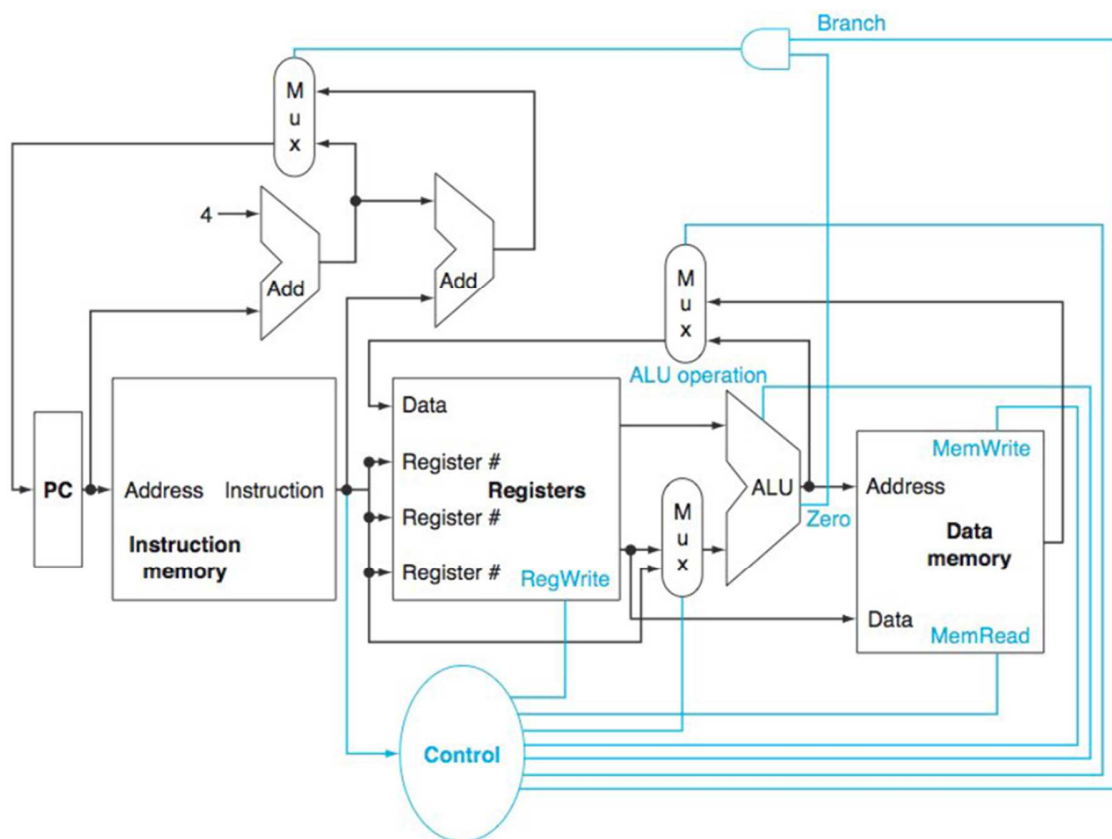 Branch
M
u
x
4
Add
Add
M
u
x
ALU operation
Data
MemWrite
Register #
PC
Address
Instruction
Registers
ALU
Address
M
u
x
Register #
Zero
Data
memory
Instruction
memory
Register #
RegWrite
Data
MemRead
Control